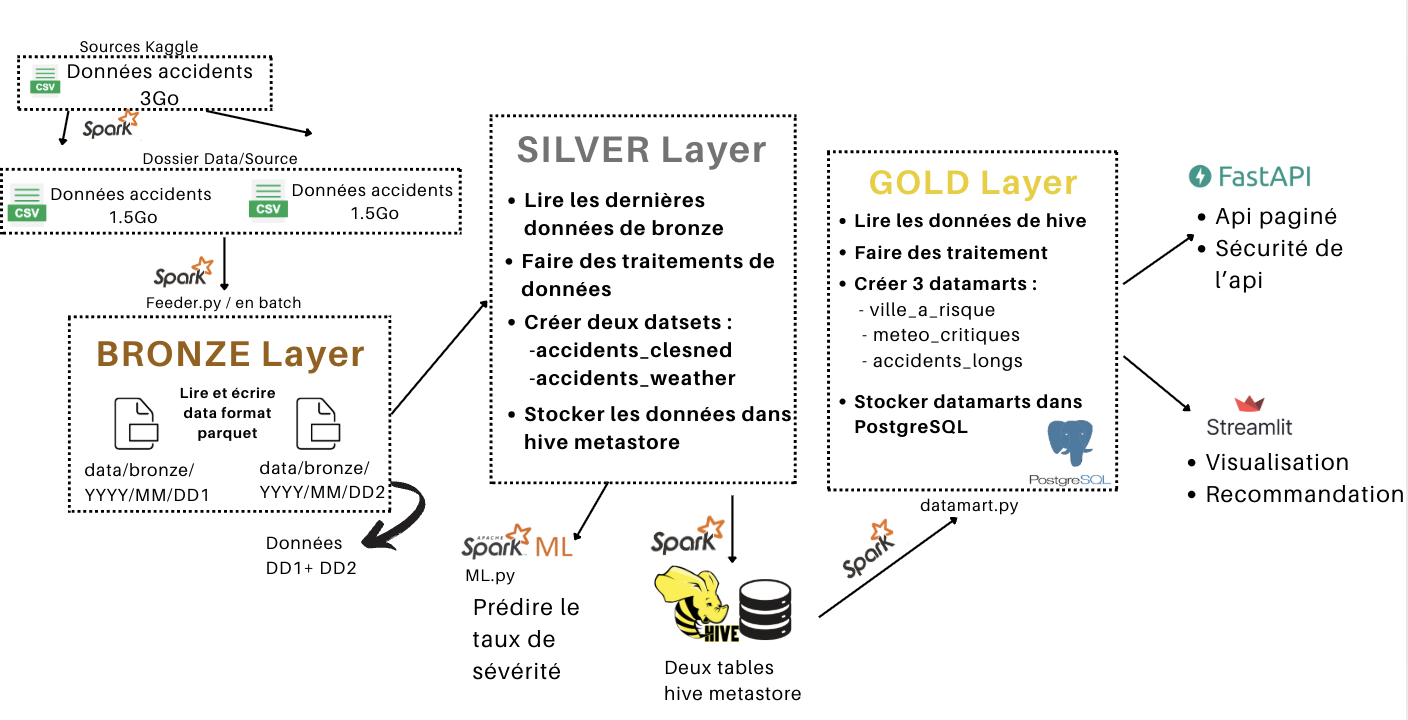 Sources Kaggle
CSV
Données accidents
3Go
Spark
Dossier Data/Source
CSV
Données accidents
1.5Go
CSV
Données accidents
1.5Go
Spark
Feeder.py / en batch
BRONZE Layer
Lire et écrire
data format
parquet
data/bronze/
YYYY/MM/DD1
data/bronze/
YYYY/MM/DD2
Données
DD1+ DD2
SILVER Layer
• Lire les dernières
données de bronze
• Faire des traitements de
données
• Créer deux datsets :
-accidents_clesned
-accidents_weather
• Stocker les données dans
hive metastore
APACHE
Spark ML
ML.py
Prédire le
taux de
sévérité
Spark
HIVE
Deux tables
hive metastore
Spark
GOLD Layer
• Lire les données de hive
• Faire des traitement
• Créer 3 datamarts :
- ville_a_risque
- meteo_critiques
- accidents_longs
• Stocker datamarts dans
PostgreSQL
PostgreSQL
datamart.py
FastAPI
• Api paginé
• Sécurité de
l’api
Streamlit
• Visualisation
• Recommandation